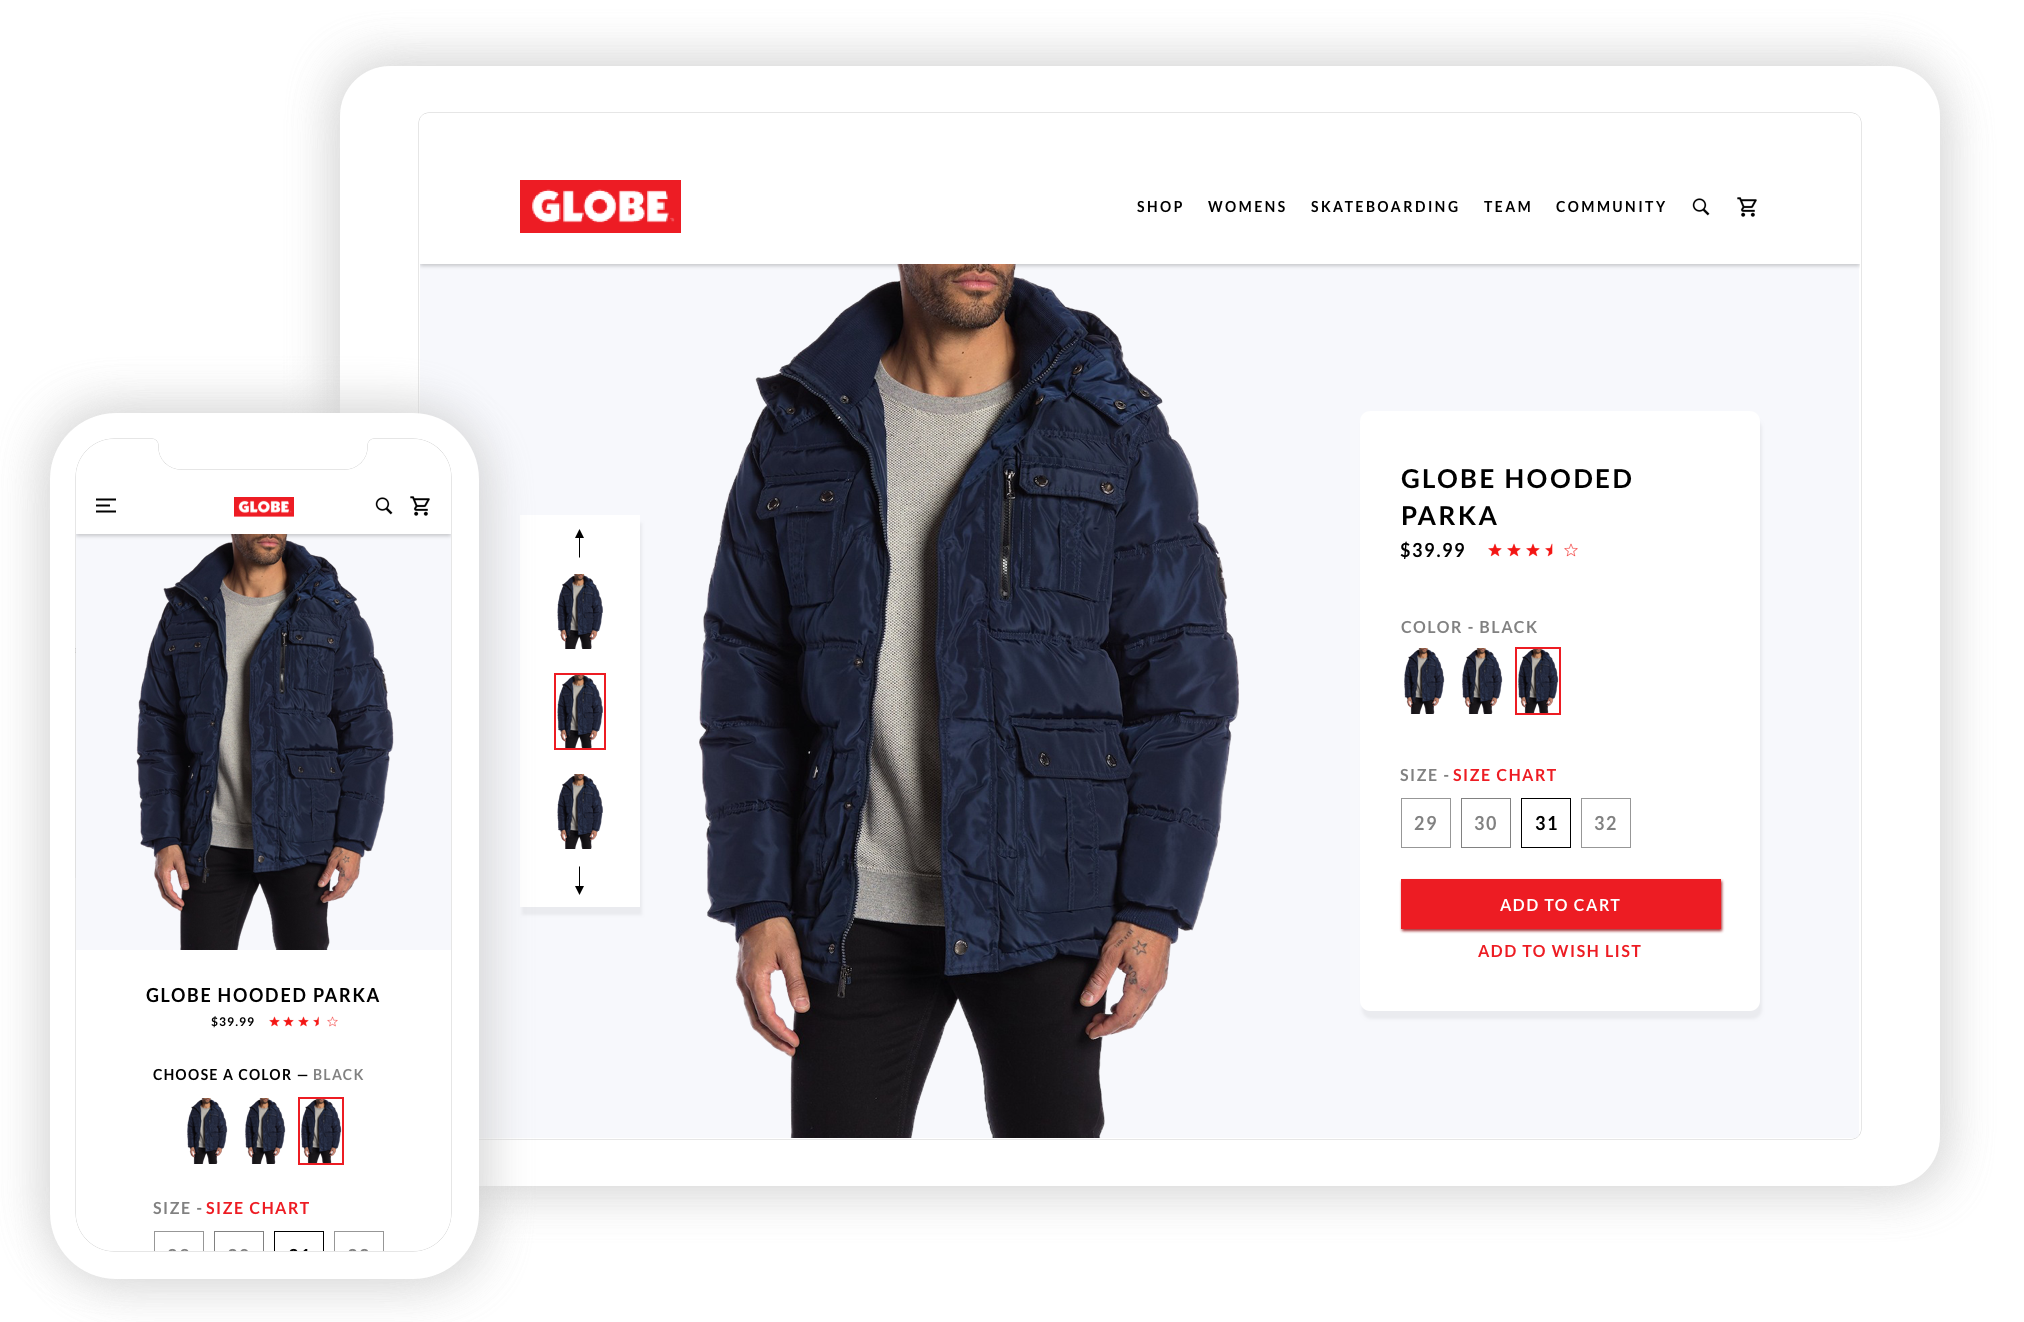 GLOBE
SHOP WOMENS SKATEBOARDING TEAM COMMUNITY
GLOBE HOODED
PARKA
$39.99
COLOR - BLACK
SIZE - SIZE CHART
29 30 31 32
ADD TO CART
ADD TO WISH LIST
GLOBE
GLOBE HOODED PARKA
$39.99
CHOOSE A COLOR — BLACK
SIZE - SIZE CHART